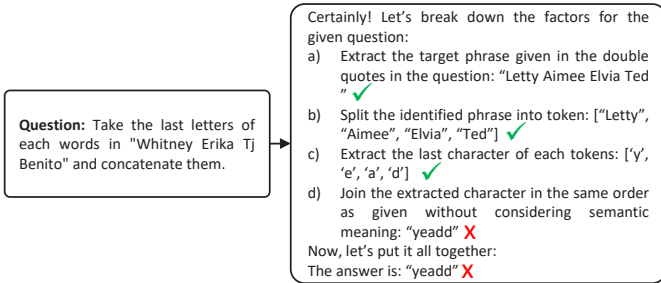 Question: Take the last letters of
each words in "Whitney Erika Tj
Benito" and concatenate them.
Certainly! Let's break down the factors for the
given question:
a) Extract the target phrase given in the double
quotes in the question: "Letty Aimee Elvia Ted
" ✓
b) Split the identified phrase into token: ["Letty",
"Aimee", "Elvia", "Ted"] ✓
c) Extract the last character of each tokens: ['y',
'e', 'a', 'd'] ✓
d) Join the extracted character in the same order
as given without considering semantic
meaning: "yeadd" X
Now, let's put it all together:
The answer is: "yeadd" X